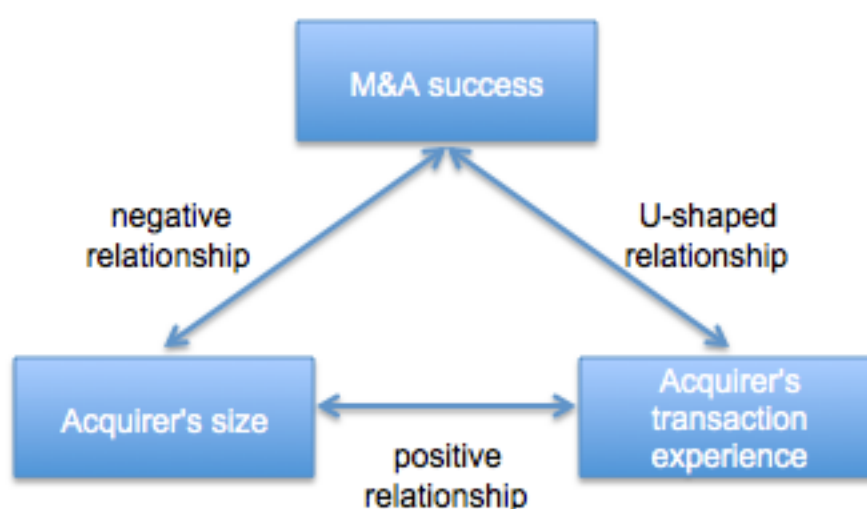 M&A success
negative
relationship
U-shaped
relationship
Acquirer's size
Acquirer's
transaction
experience
positive
relationship